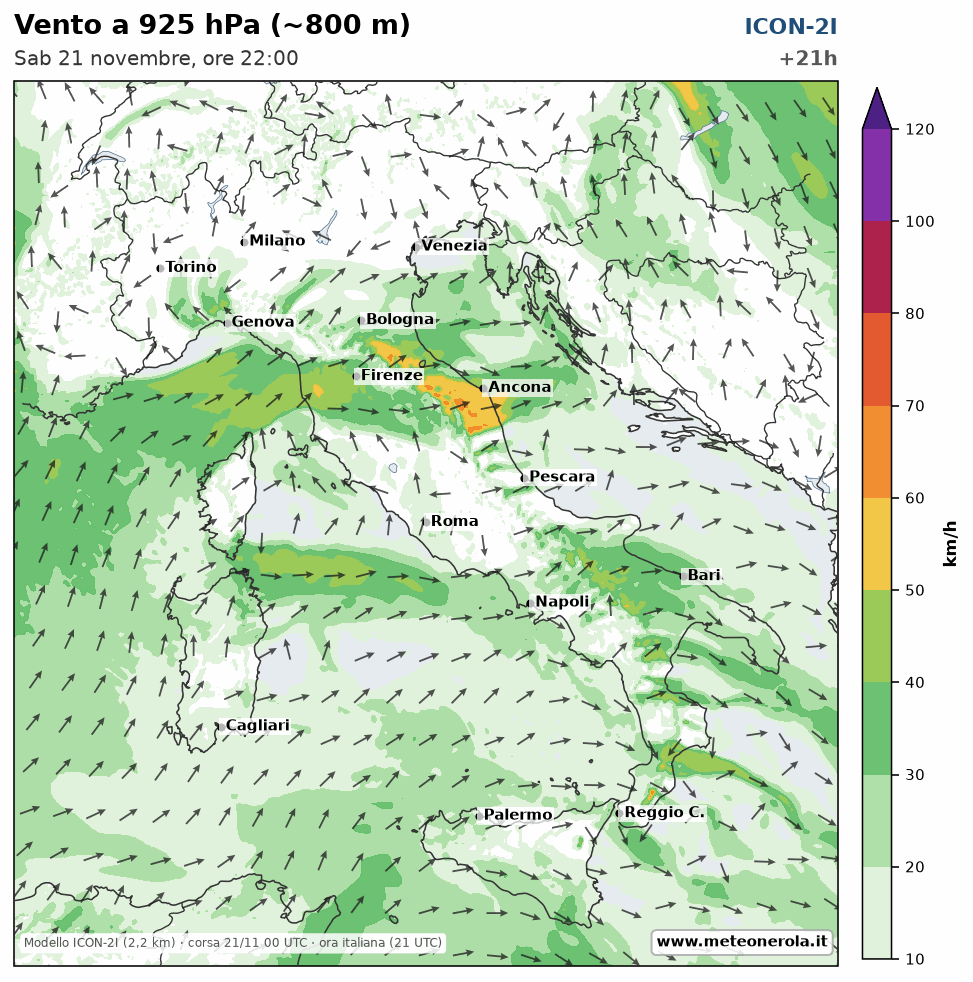 Vento a 925 hPa (~800 m)
ICON-2I
Sab 21 novembre, ore 22:00
+21h
Milano
Venezia
Torino
Genova
Bologna
Firenze
Ancona
Pescara
Roma
Bari
Napoli
Cagliari
Palermo
Reggio C.
120
100
80
70
60
50
40
30
20
10
km/h
Modello ICON-2I (2,2 km) · corsa 21/11 00 UTC · ora italiana (21 UTC)
www.meteonerola.it